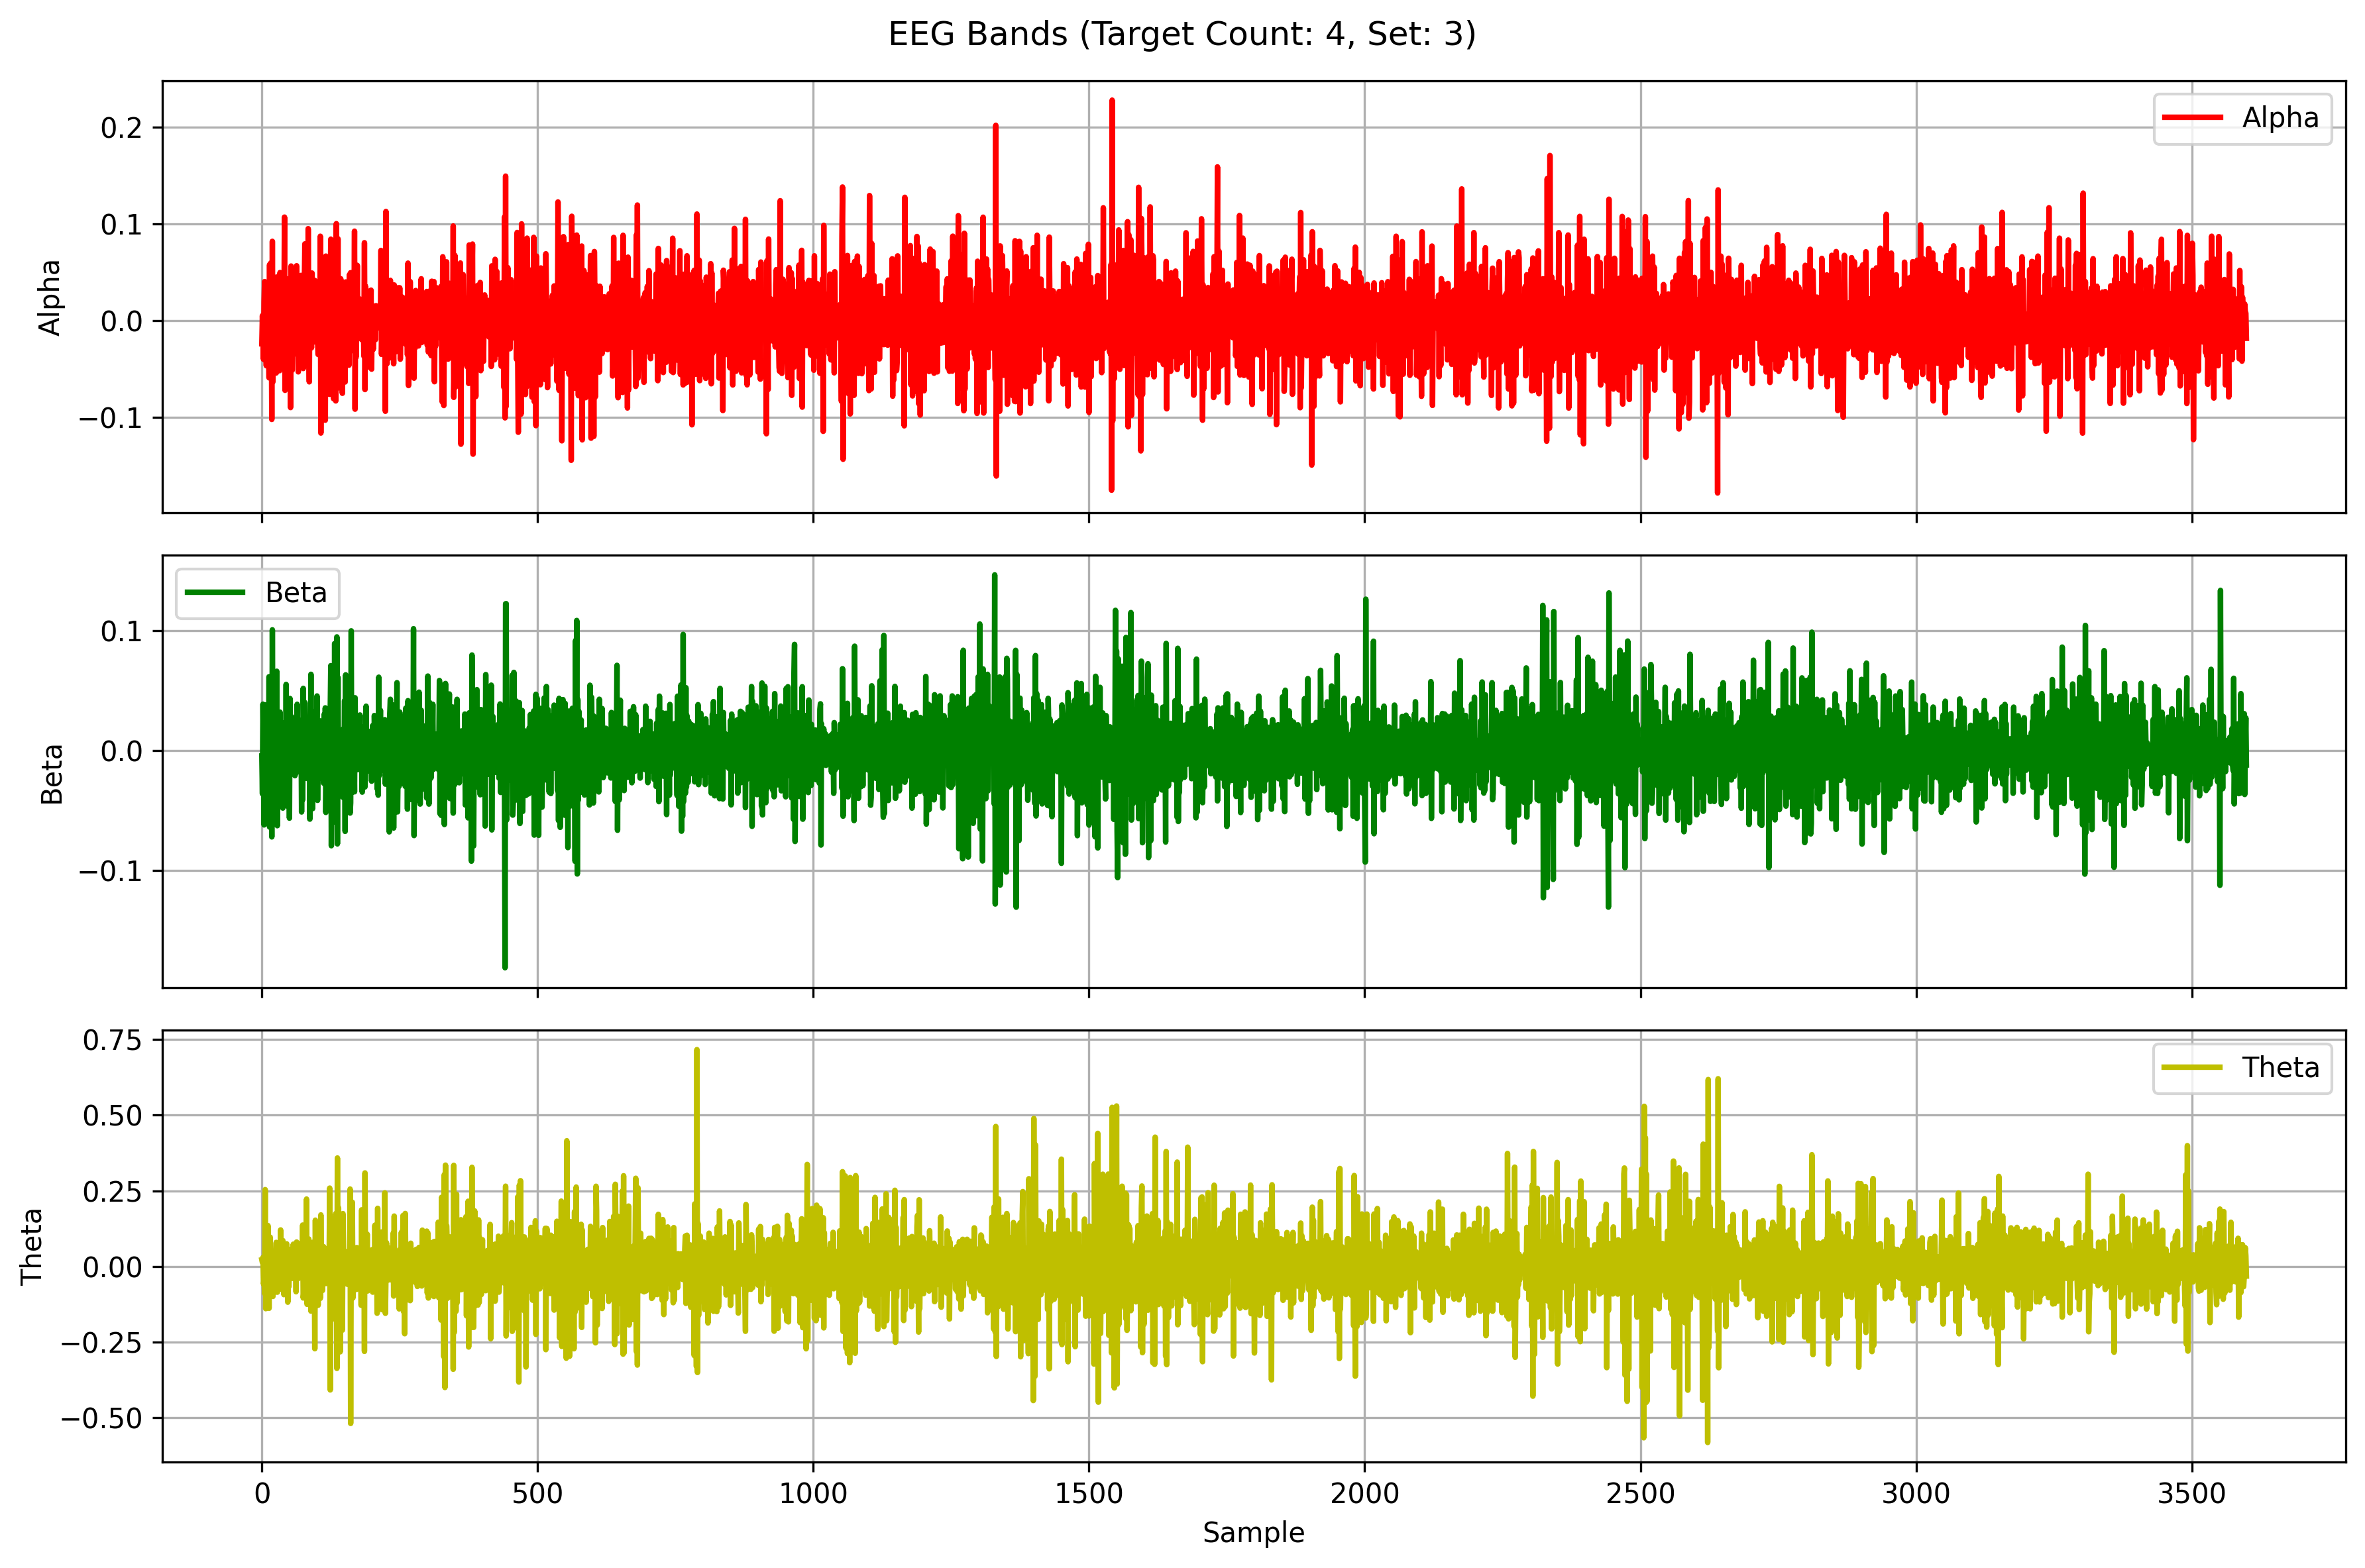 EEG Bands (Target Count: 4, Set: 3)
Alpha
0.2
0.1
0.0
−0.1
Alpha
Beta
0.1
0.0
−0.1
Beta
Theta
0.75
0.50
0.25
0.00
−0.25
−0.50
Theta
0 500 1000 1500 2000 2500 3000 3500
Sample